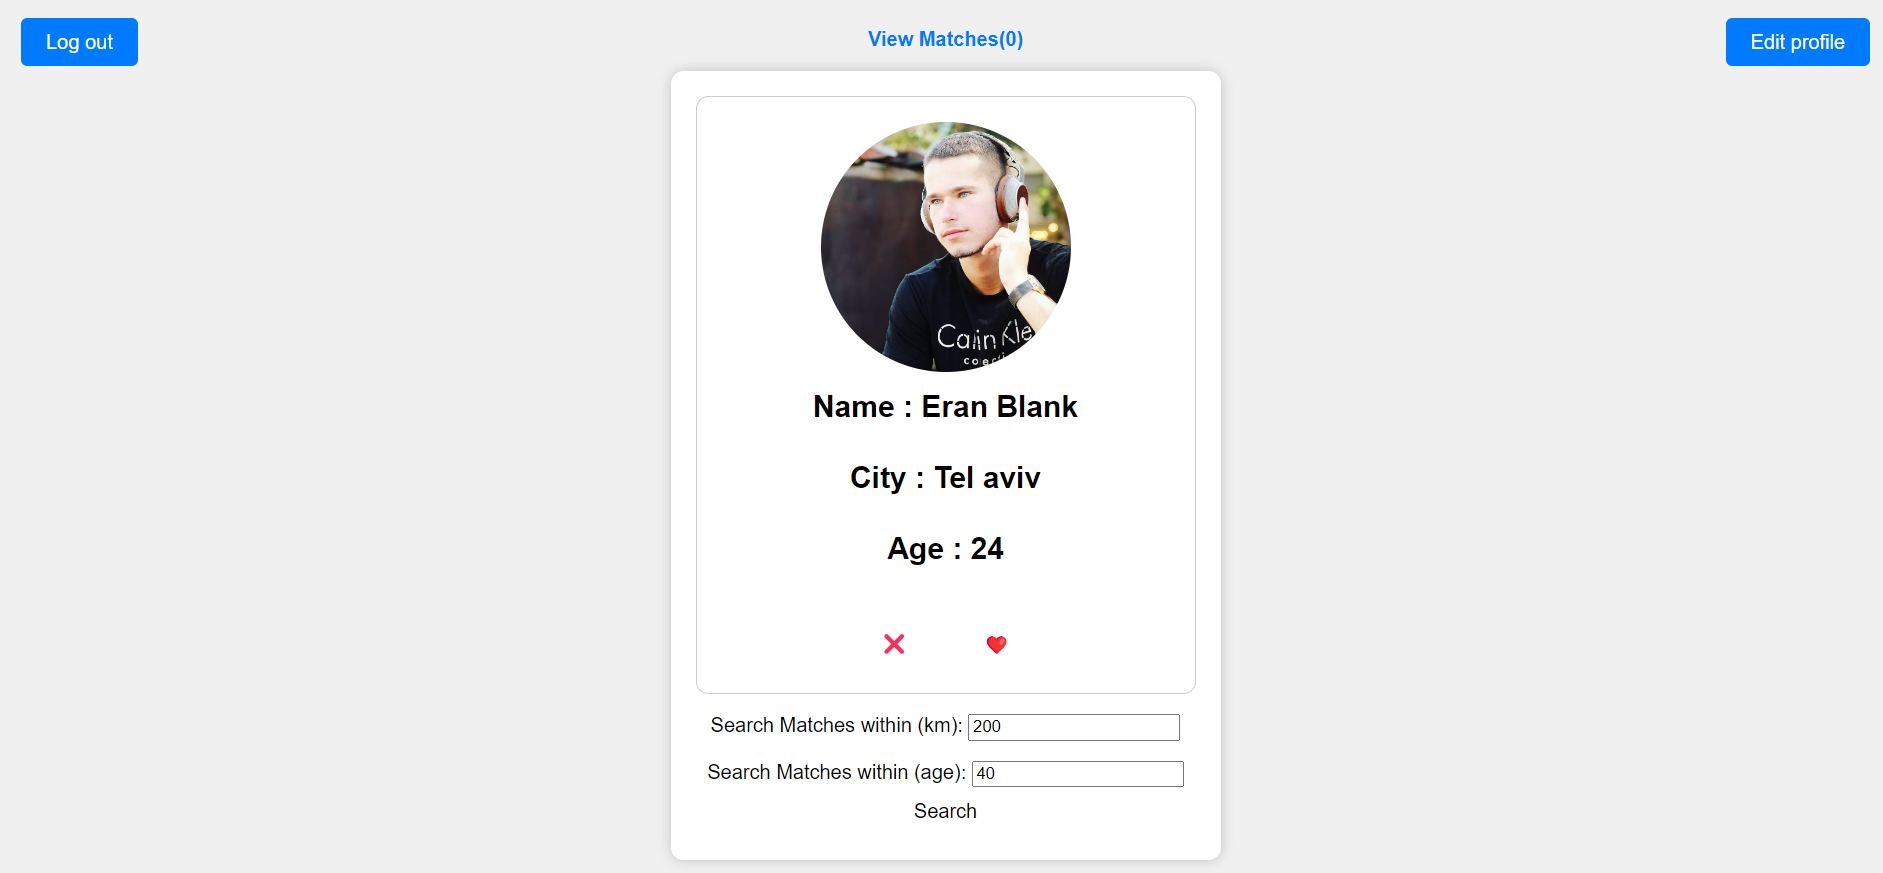 Log out
View Matches(0)
Edit profile
Calin Kle
Name : Eran Blank
City : Tel aviv
Age : 24
Search Matches within (km): 200
Search Matches within (age): 40
Search